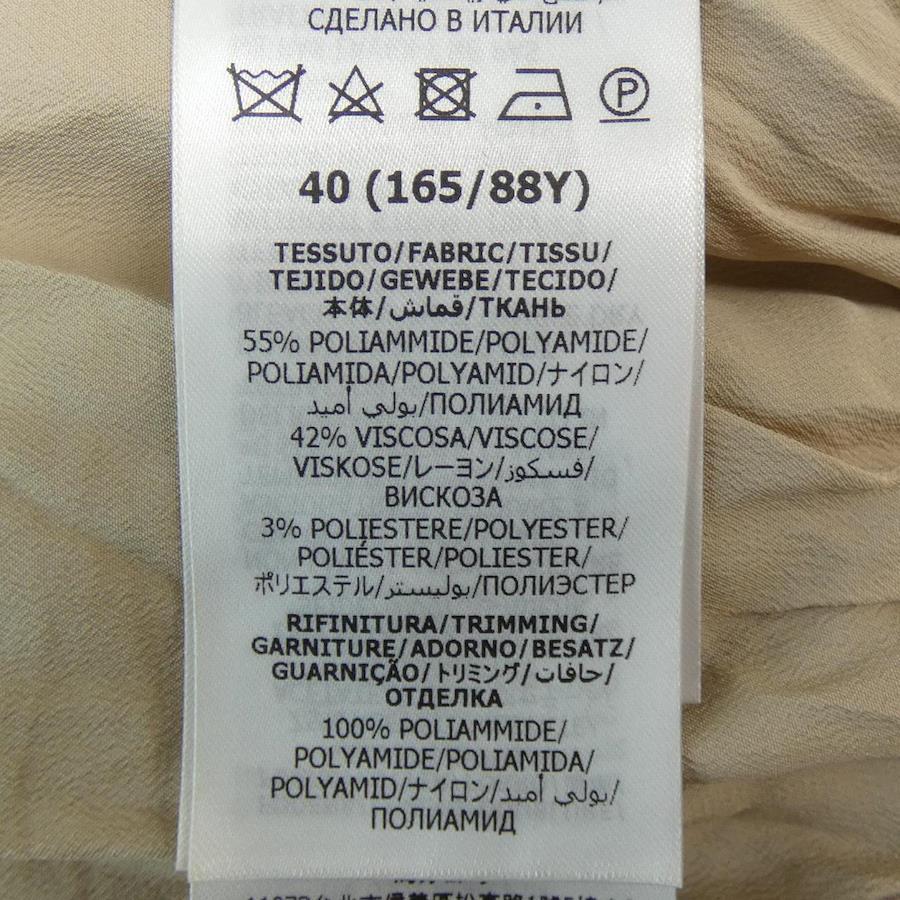 СДЕЛАНО В ИТАЛИИ
P
40 (165/88Y)
TESSUTO/FABRIC/TISSU/
TEJIDO/GEWEBE/TECIDO/
本体/قماش/ТКАНЬ
55% POLIAMMIDE/POLYAMIDE/
POLIAMIDA/POLYAMID/ナイロン/
بولي أميد/ПОЛИАМИД
42% VISCOSA/VISCOSE/
VISKOSE/レーヨン/فسكوز/
ВИСКОЗА
3% POLIESTERE/POLYESTER/
POLIÉSTER/POLIESTER/
ポリエステル/بوليستر/ПОЛИЭСТЕР
RIFINITURA/TRIMMING/
GARNITURE/ADORNO/BESATZ/
GUARNIÇÃO/トリミング/حافات/
ОТДЕЛКА
100% POLIAMMIDE/
POLYAMIDE/POLIAMIDA/
POLYAMID/ナイロン/بولي أميد/
ПОЛИАМИД